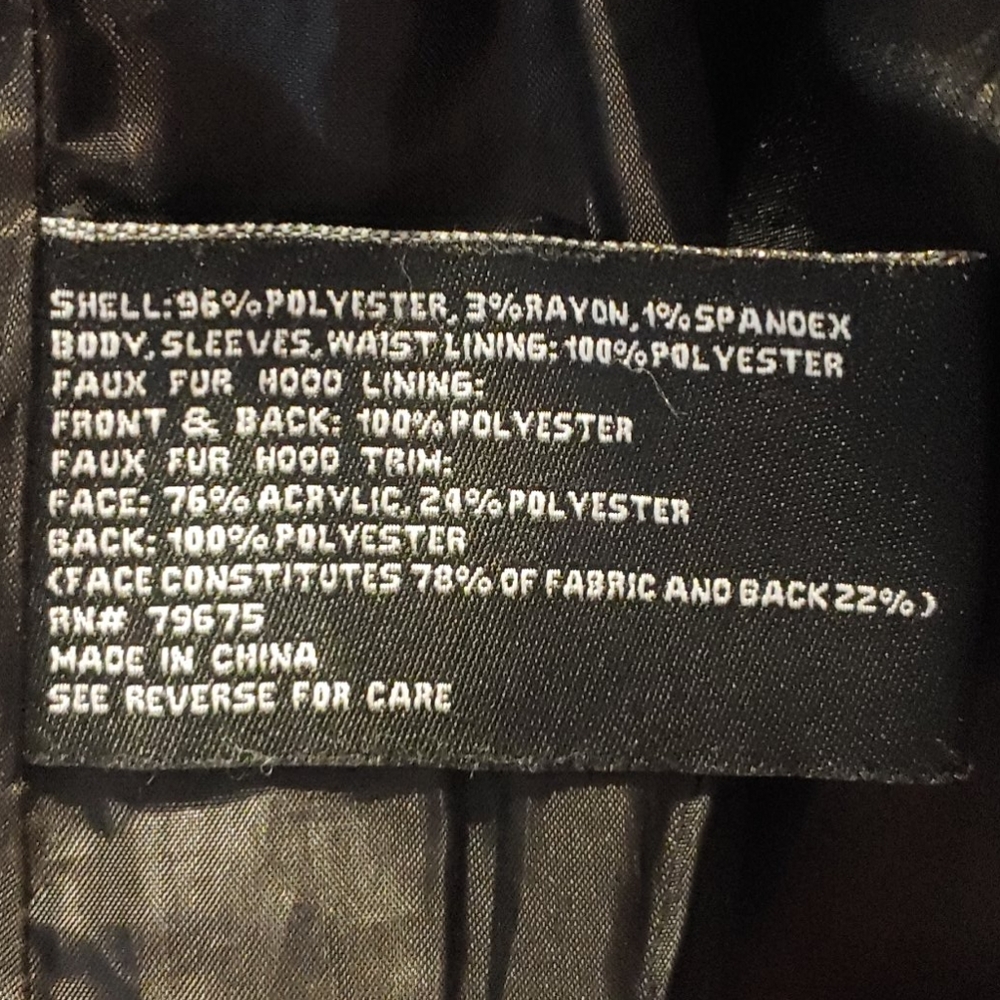 SHELL: 96% POLYESTER, 3% RAYON, 1% SPANDEX
BODY, SLEEVES, WAIST LINING: 100% POLYESTER
FAUX FUR HOOD LINING:
FRONT & BACK: 100% POLYESTER
FAUX FUR HOOD TRIM:
FACE: 76% ACRYLIC, 24% POLYESTER
BACK: 100% POLYESTER
(FACE CONSTITUTES 78% OF FABRIC AND BACK 22%)
RN# 79675
MADE IN CHINA
SEE REVERSE FOR CARE